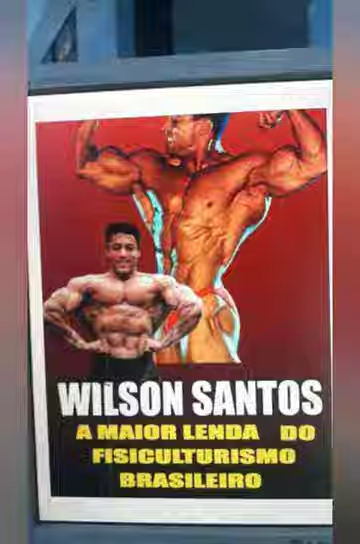 WILSON SANTOS
A MAIOR LENDA DO
FISICULTURISMO
BRASILEIRO